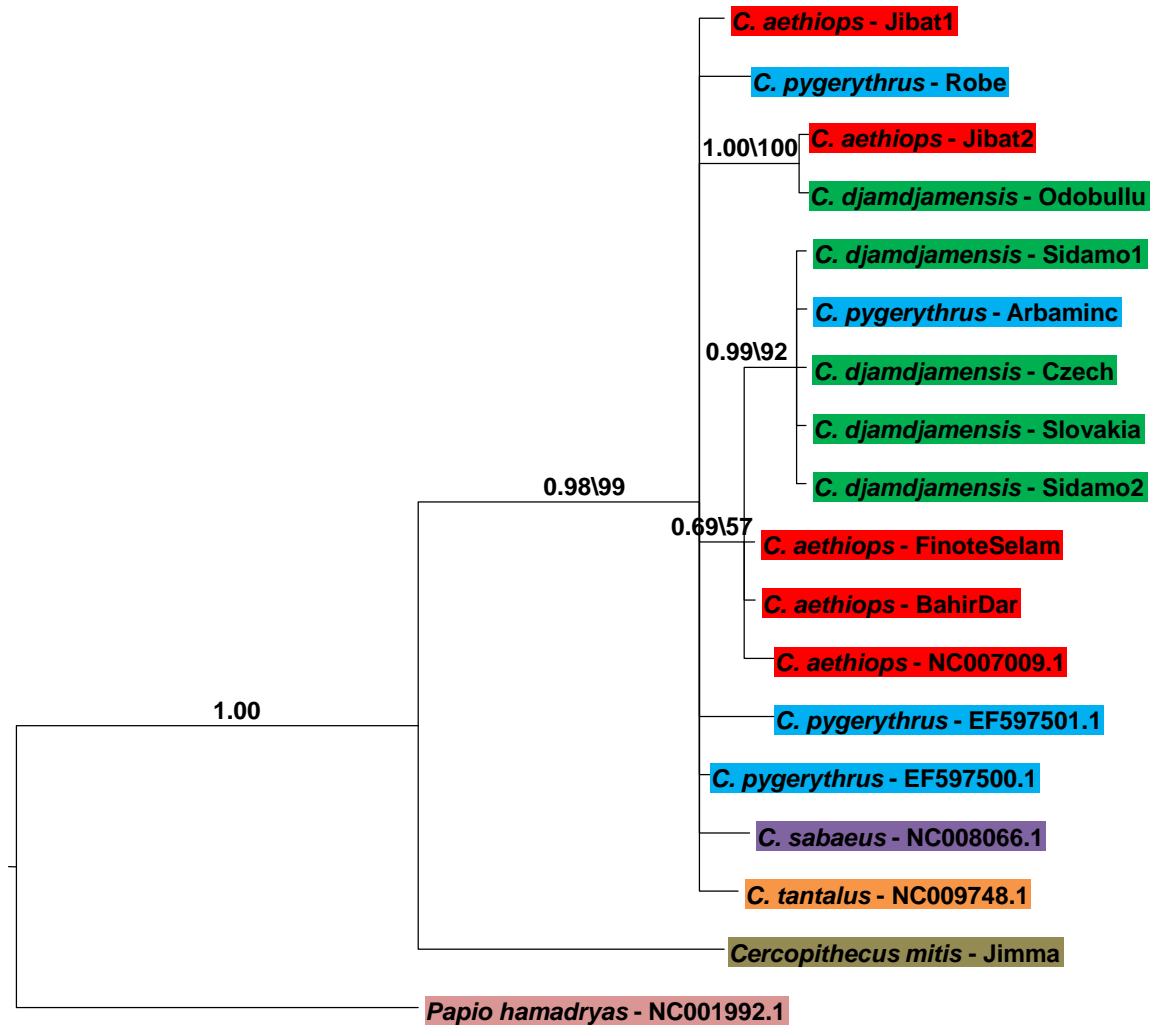 C. aethiops - Jibat1
C. pygerythrus - Robe
C. aethiops - Jibat2
1.00\100
C. djamdjamensis - Odobullu
C. djamdjamensis - Sidamo1
C. pygerythrus - Arbaminc
0.99\92
C. djamdjamensis - Czech
C. djamdjamensis - Slovakia
C. djamdjamensis - Sidamo2
0.98\99
0.69\57
C. aethiops - FinoteSelam
C. aethiops - BahirDar
C. aethiops - NC007009.1
1.00
C. pygerythrus - EF597501.1
C. pygerythrus - EF597500.1
C. sabaeus - NC008066.1
C. tantalus - NC009748.1
Cercopithecus mitis - Jimma
Papio hamadryas - NC001992.1